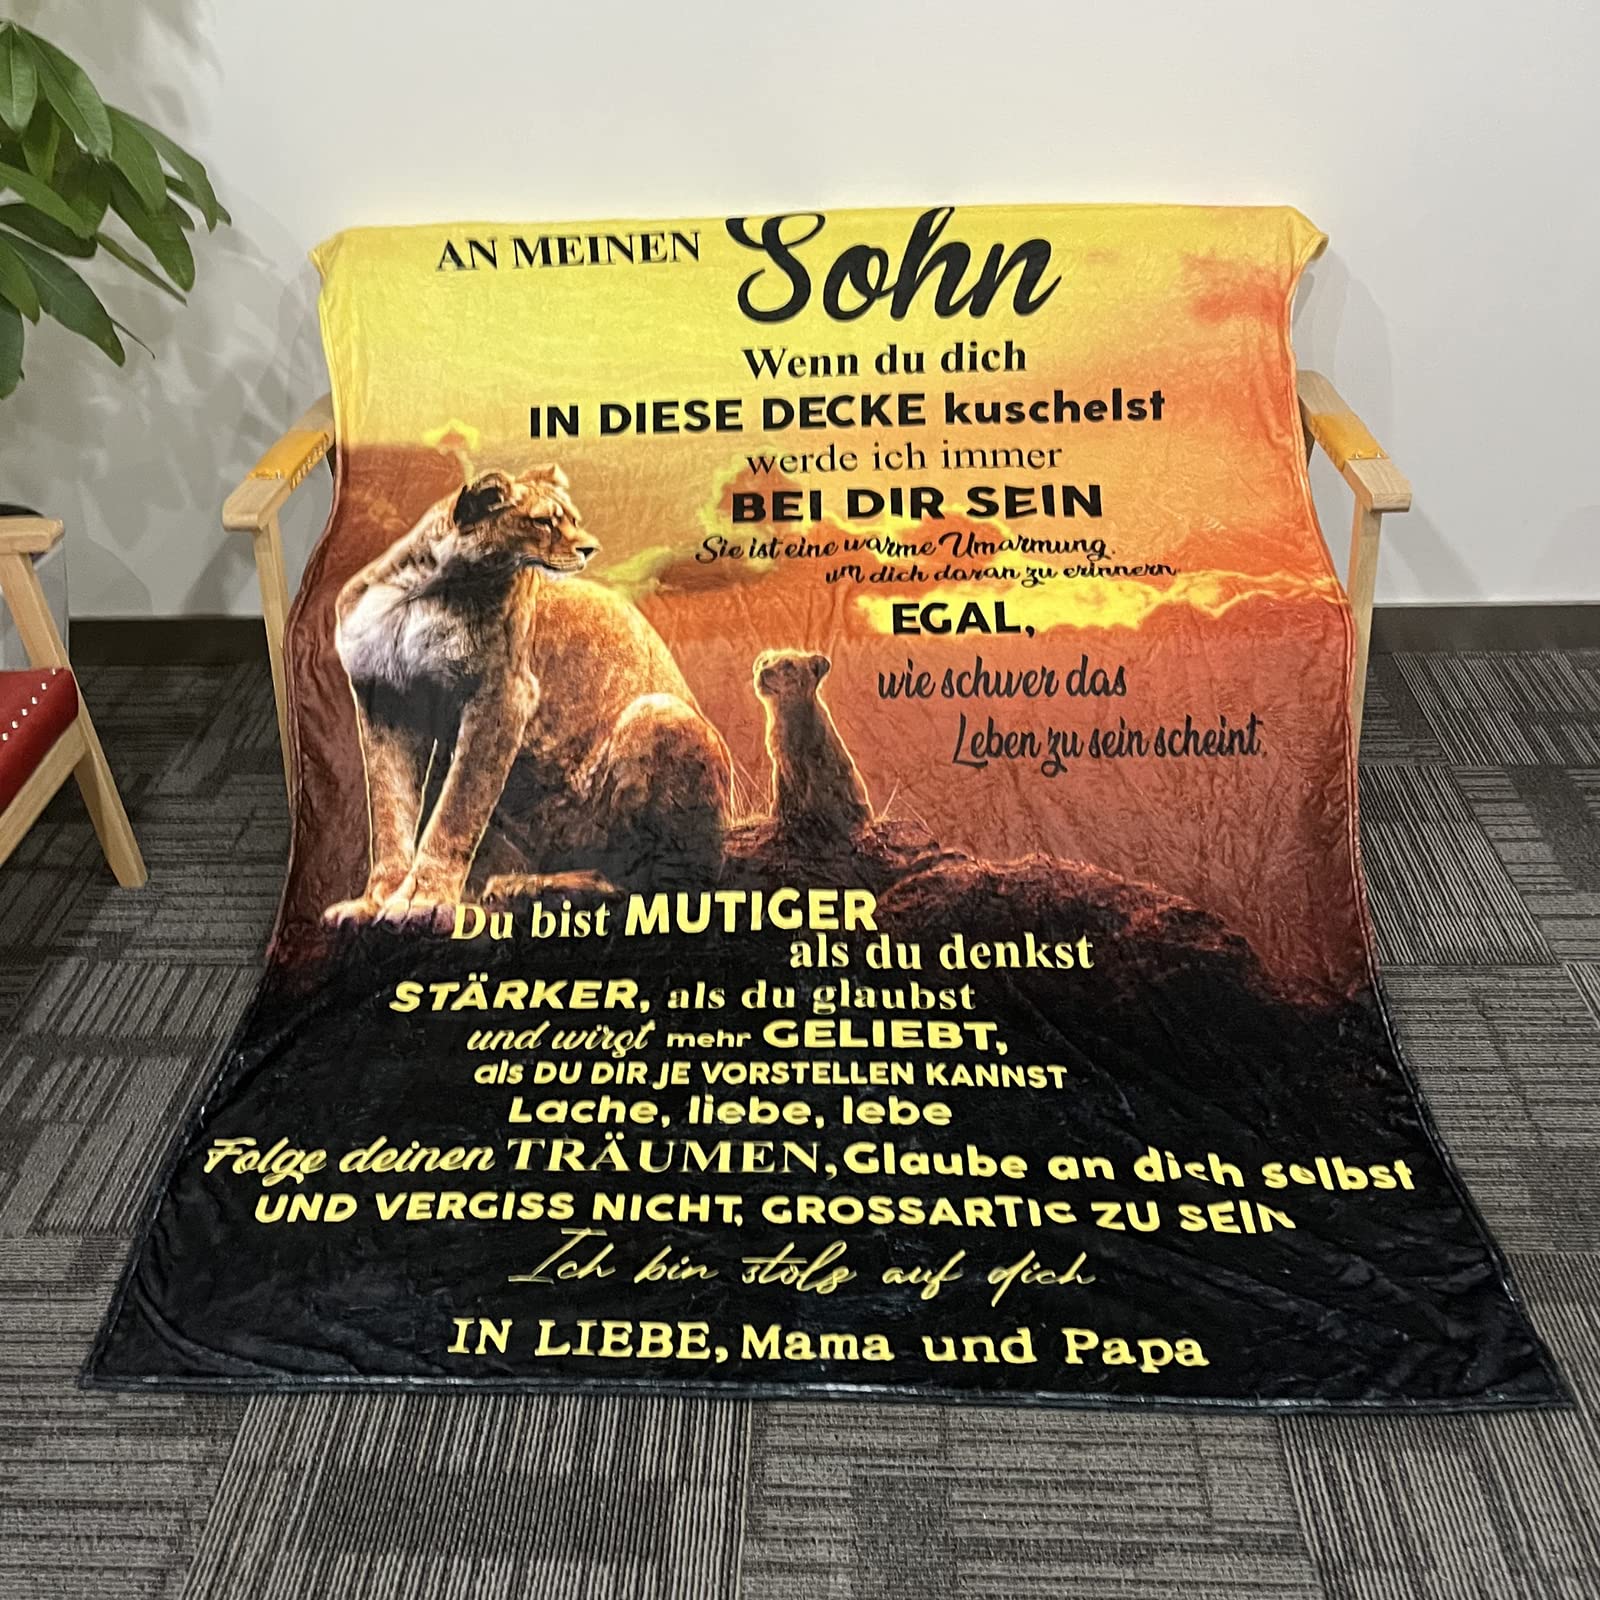 AN MEINEN Sohn
Wenn du dich
IN DIESE DECKE kuschelst
werde ich immer
BEI DIR SEIN
Sie ist eine warme Umarmung.
um dich daran zu erinnern
EGAL,
wie schwer das
Leben zu sein scheint.
Du bist MUTIGER
als du denkst
STÄRKER, als du glaubst
und wirgt mehr GELIEBT,
als DU DIR JE VORSTELLEN KANNST
Lache, liebe, lebe
Folge deinen TRÄUMEN, Glaube an dich selbst
UND VERGISS NICHT, GROSSARTIG ZU SEIN
Ich bin stolz auf dich
IN LIEBE, Mama und Papa